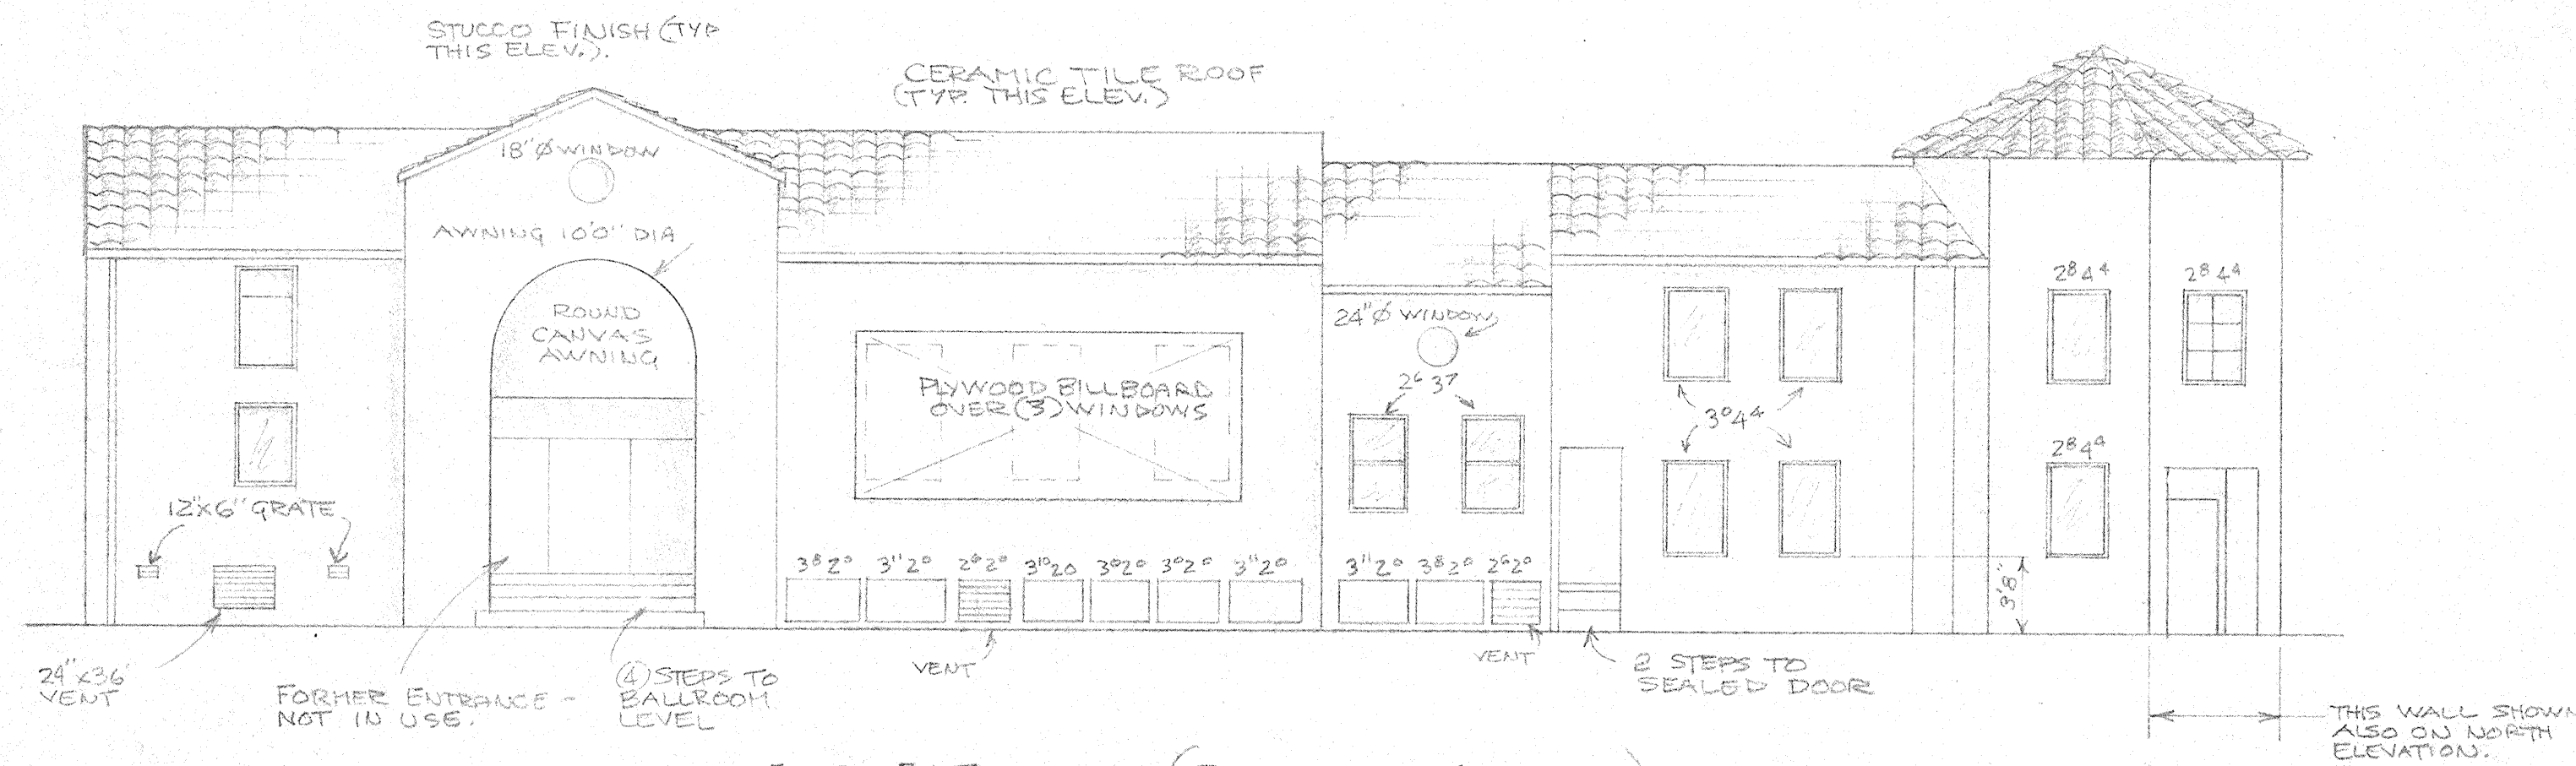 STUCCO FINISH (TYP
THIS ELEV.).
CERAMIC TILE ROOF
(TYP. THIS ELEV.)
18"Ø WINDOW
AWNING 10'0" DIA
ROUND
CANVAS
AWNING
PLYWOOD BILLBOARD
OVER (3) WINDOWS
24"Ø WINDOW
2⁶ 3⁷
3⁰4⁴
2⁸4⁴
2⁸4⁴
2⁸4⁴
12"X6" GRATE
3⁸2⁰ 3¹¹2⁰ 2⁶2⁰ 3¹⁰20 3⁰2⁰ 3⁰2⁰ 3¹¹2⁰
3¹¹2⁰ 3⁸2⁰ 2⁶2⁰
3'8"
24"X36'
VENT
FORMER ENTRANCE -
NOT IN USE.
④ STEPS TO
BALLROOM
LEVEL
VENT
VENT
2 STEPS TO
SEALED DOOR
THIS WALL SHOWN
ALSO ON NORTH
ELEVATION.